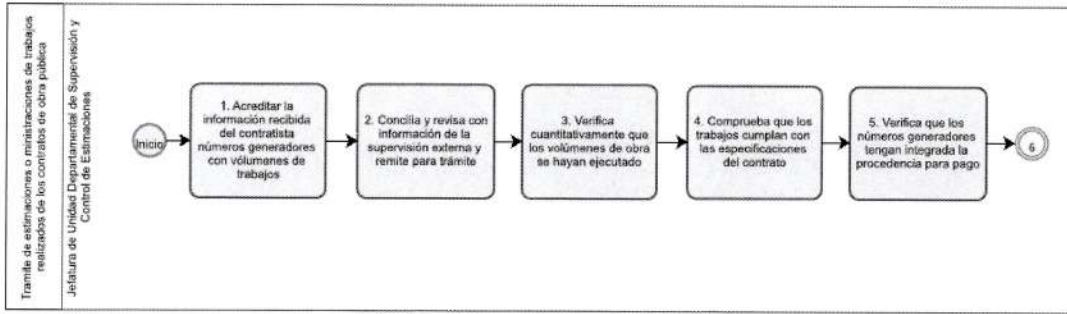 Tramite de estimaciones o ministraciones de trabajos
realizados de los contratos de obra pública
Jefatura de Unidad Departamental de Supervisión y
Control de Estimaciones
Inicio
1. Acreditar la
información recibida
del contratista
números generadores
con vólumenes de
trabajos
2. Concilia y revisa con
información de la
supervisión externa y
remite para trámite
3. Verifica
cuantitativamente que
los volúmenes de obra
se hayan ejecutado
4. Comprueba que los
trabajos cumplan con
las especificaciones
del contrato
5. Verifica que los
números generadores
tengan integrada la
procedencia para pago
6